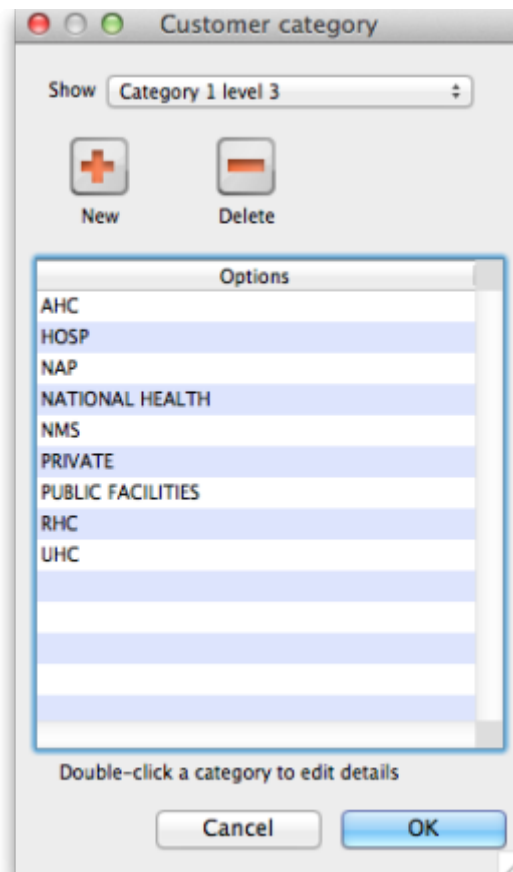 Customer category
Show Category 1 level 3
New Delete
Options
AHC
HOSP
NAP
NATIONAL HEALTH
NMS
PRIVATE
PUBLIC FACILITIES
RHC
UHC
Double-click a category to edit details
Cancel OK